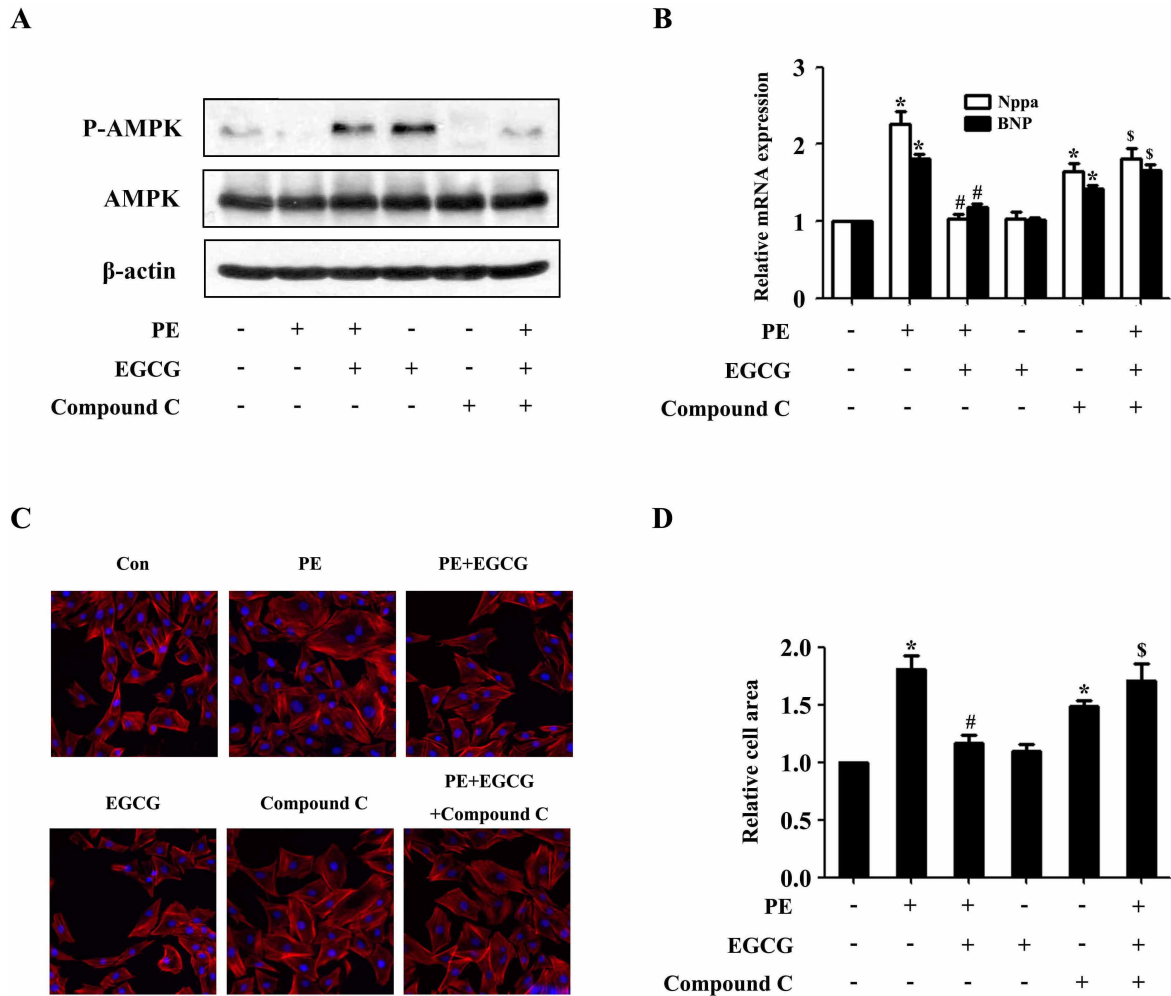 A
P-AMPK
AMPK
β-actin
PE - + + - - +
EGCG - - + + - +
Compound C - - - - + +
B
Relative mRNA expression
3
2
1
0
Nppa
BNP
* * # # * * $ $
PE - + + - - +
EGCG - - + + - +
Compound C - - - - + +
C
Con PE PE+EGCG
EGCG Compound C PE+EGCG
+Compound C
D
Relative cell area
2.0
1.5
1.0
0.5
0.0
* # * $
PE - + + - - +
EGCG - - + + - +
Compound C - - - - + +